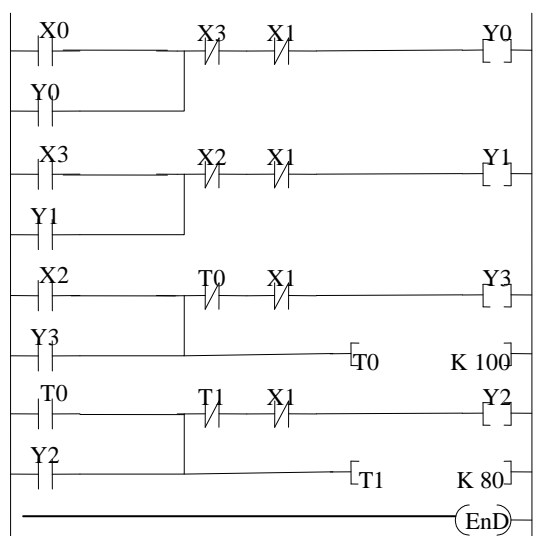 X0 X3 X1 Y0
Y0
X3 X2 X1 Y1
Y1
X2 T0 X1 Y3
Y3
T0 K 100
T0 T1 X1 Y2
Y2
T1 K 80
EnD